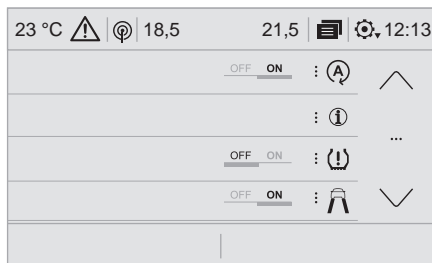 23 °C 18,5 21,5 12:13
OFF ON : A
: i
OFF ON : (!)
OFF ON :
...